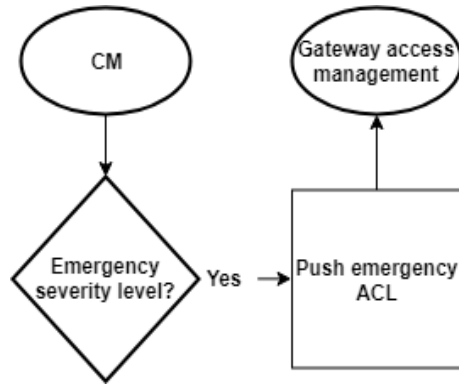 CM
Gateway access
management
Emergency
severity level?
Yes
Push emergency
ACL